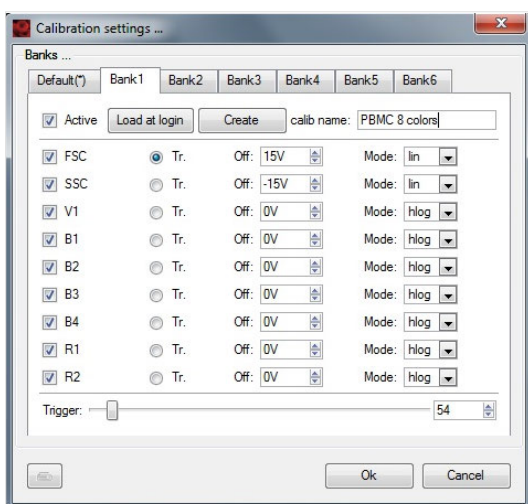 Calibration settings ...
Banks ...
Default(*) Bank1 Bank2 Bank3 Bank4 Bank5 Bank6
Active Load at login Create calib name: PBMC 8 colors
FSC Tr. Off: 15V Mode: lin
SSC Tr. Off: -15V Mode: lin
V1 Tr. Off: 0V Mode: hlog
B1 Tr. Off: 0V Mode: hlog
B2 Tr. Off: 0V Mode: hlog
B3 Tr. Off: 0V Mode: hlog
B4 Tr. Off: 0V Mode: hlog
R1 Tr. Off: 0V Mode: hlog
R2 Tr. Off: 0V Mode: hlog
Trigger: 54
Ok Cancel